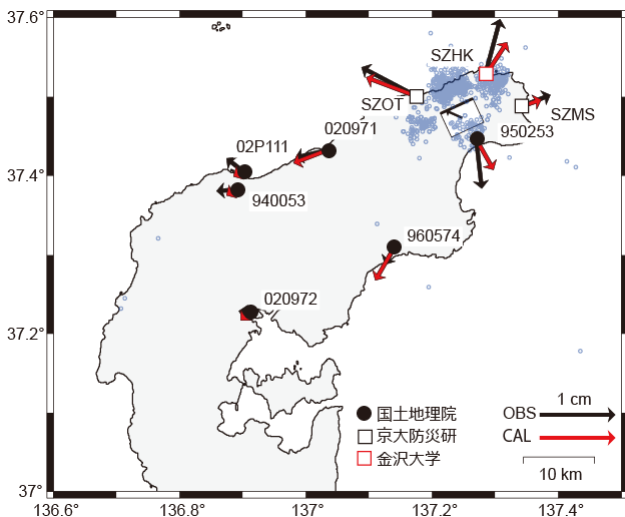 37.6°
SZHK
SZOT
SZMS
020971
02P111
950253
37.4°
940053
960574
020972
37.2°
国土地理院
京大防災研
金沢大学
OBS
1 cm
CAL
10 km
37°
136.6°
136.8°
137°
137.2°
137.4°